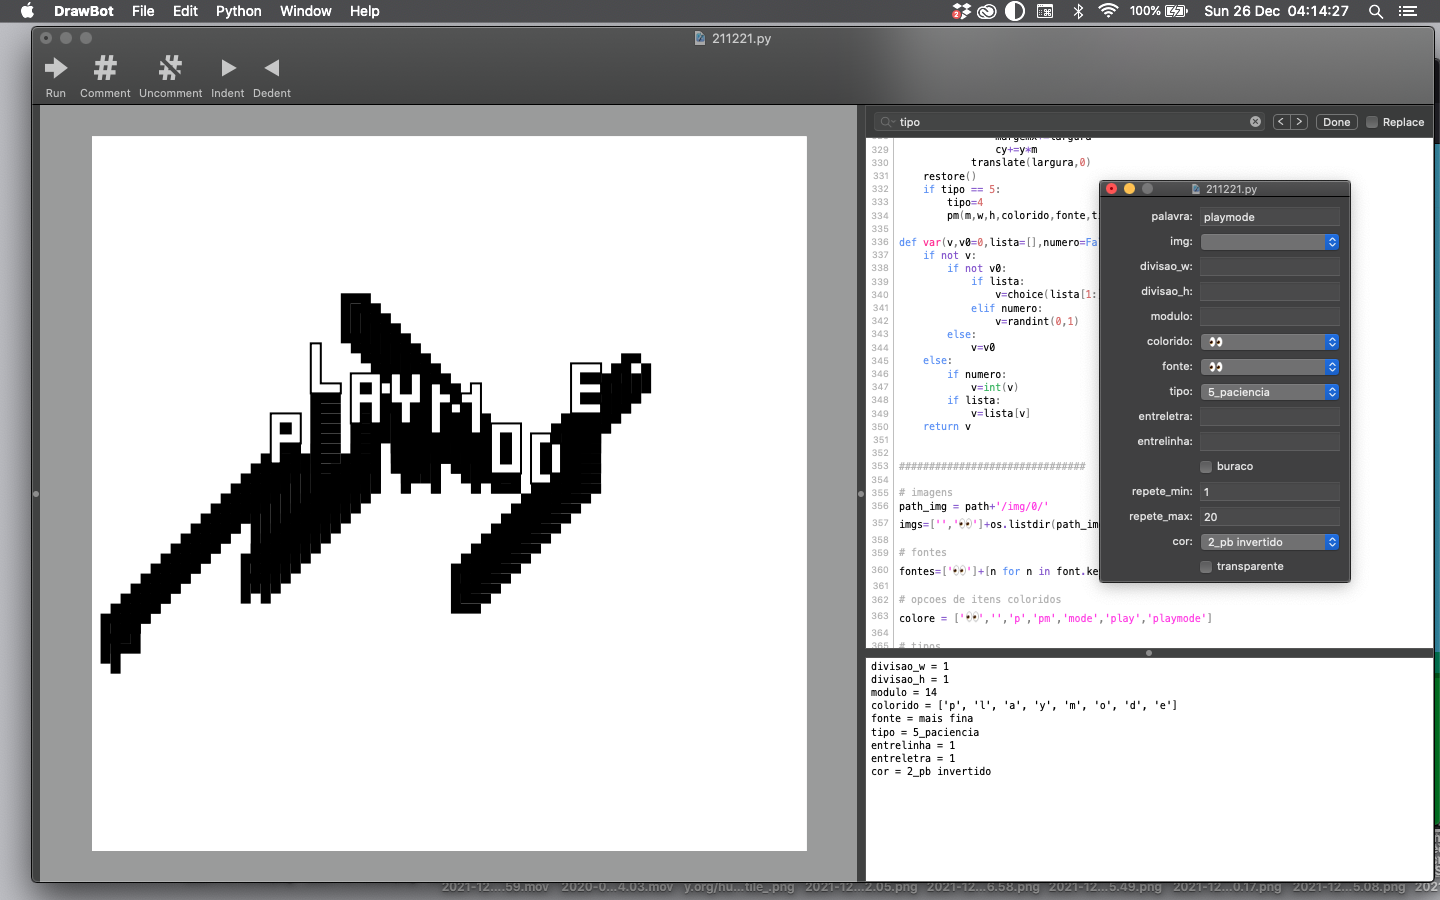 DrawBot File Edit Python Window Help 2 100% Sun 26 Dec 04:14:27
211221.py
Run Comment Uncomment Indent Dedent
PLAYMODE
tipo Done Replace
329 cy+=y*m
330 translate(largura,0)
331 restore()
332 if tipo == 5:
333 tipo=4
334 pm(m,w,h,colorido,fonte,t
335
336 def var(v,v0=0,lista=[],numero=Fa
337 if not v:
338 if not v0:
339 if lista:
340 v=choice(lista[1:
341 elif numero:
342 v=randint(0,1)
343 else:
344 v=v0
345 else:
346 if numero:
347 v=int(v)
348 if lista:
349 v=lista[v]
350 return v
351
352
353 ###############################
354
355 # imagens
356 path_img = path+'/img/0/'
357 imgs=['','👀']+os.listdir(path_im
358
359 # fontes
360 fontes=['👀']+[n for n in font.ke
361
362 # opcoes de itens coloridos
363 colore = ['👀','','p','pm','mode','play','playmode']
364
365 # tipos
211221.py
palavra: playmode
img:
divisao_w:
divisao_h:
modulo:
colorido: 👀
fonte: 👀
tipo: 5_paciencia
entreletra:
entrelinha:
buraco
repete_min: 1
repete_max: 20
cor: 2_pb invertido
transparente
divisao_w = 1
divisao_h = 1
modulo = 14
colorido = ['p', 'l', 'a', 'y', 'm', 'o', 'd', 'e']
fonte = mais fina
tipo = 5_paciencia
entrelinha = 1
entreletra = 1
cor = 2_pb invertido
2021-12....59.mov 2020-0...4.03.mov y.org/hu...tile_.png 2021-12...2.05.png 2021-12...6.58.png 2021-12...5.49.png 2021-12...0.17.png 2021-12...5.08.png